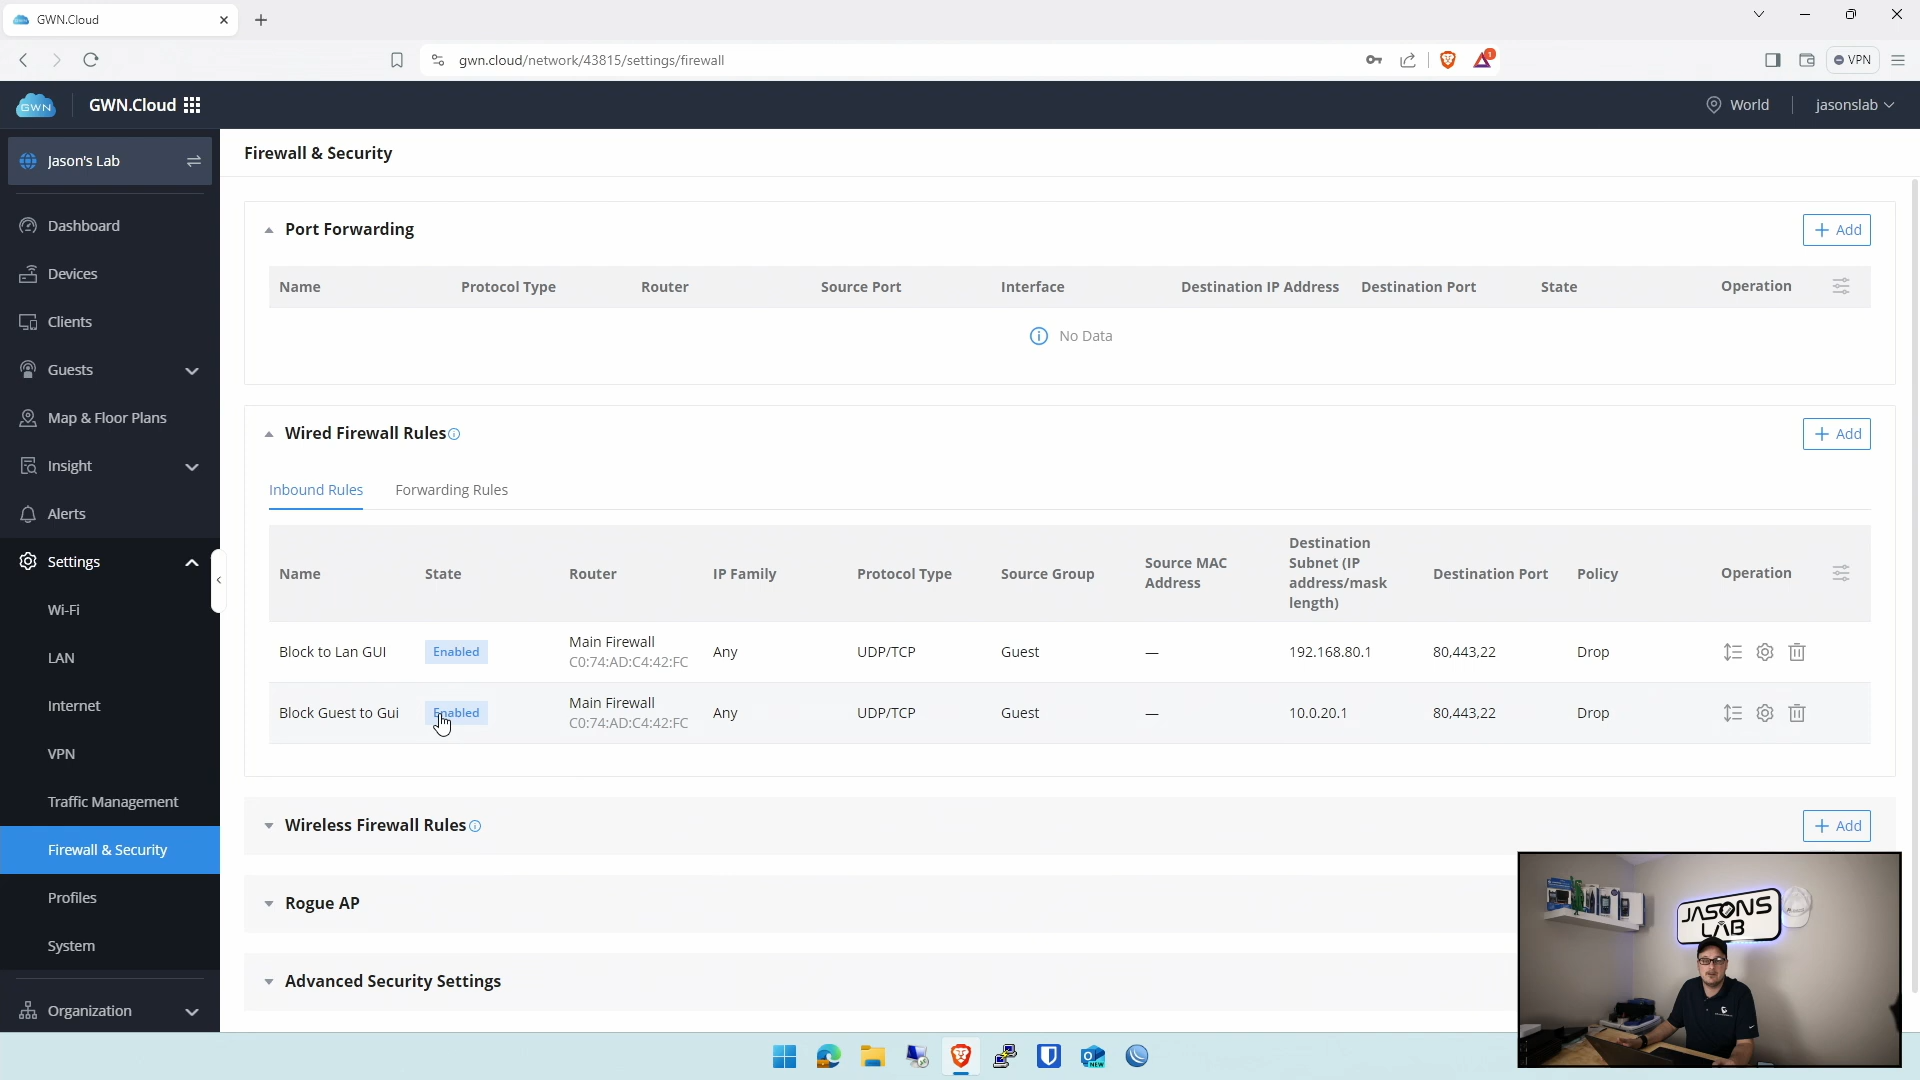 GWN.Cloud
gwn.cloud/network/43815/settings/firewall
1
VPN
GWN
GWN.Cloud
World
jasonslab
Jason's Lab
Dashboard
Devices
Clients
Guests
Map & Floor Plans
Insight
Alerts
Settings
Wi-Fi
LAN
Internet
VPN
Traffic Management
Firewall & Security
Profiles
System
Organization
Firewall & Security
Port Forwarding
Add
Name Protocol Type Router Source Port Interface Destination IP Address Destination Port State Operation
No Data
Wired Firewall Rules
Add
Inbound Rules Forwarding Rules
Name State Router IP Family Protocol Type Source Group Source MAC Address Destination Subnet (IP address/mask length) Destination Port Policy Operation
Block to Lan GUI Enabled Main Firewall C0:74:AD:C4:42:FC Any UDP/TCP Guest — 192.168.80.1 80,443,22 Drop
Block Guest to Gui Enabled Main Firewall C0:74:AD:C4:42:FC Any UDP/TCP Guest — 10.0.20.1 80,443,22 Drop
Wireless Firewall Rules
Add
Rogue AP
Advanced Security Settings
JASONS
LAB
NEW